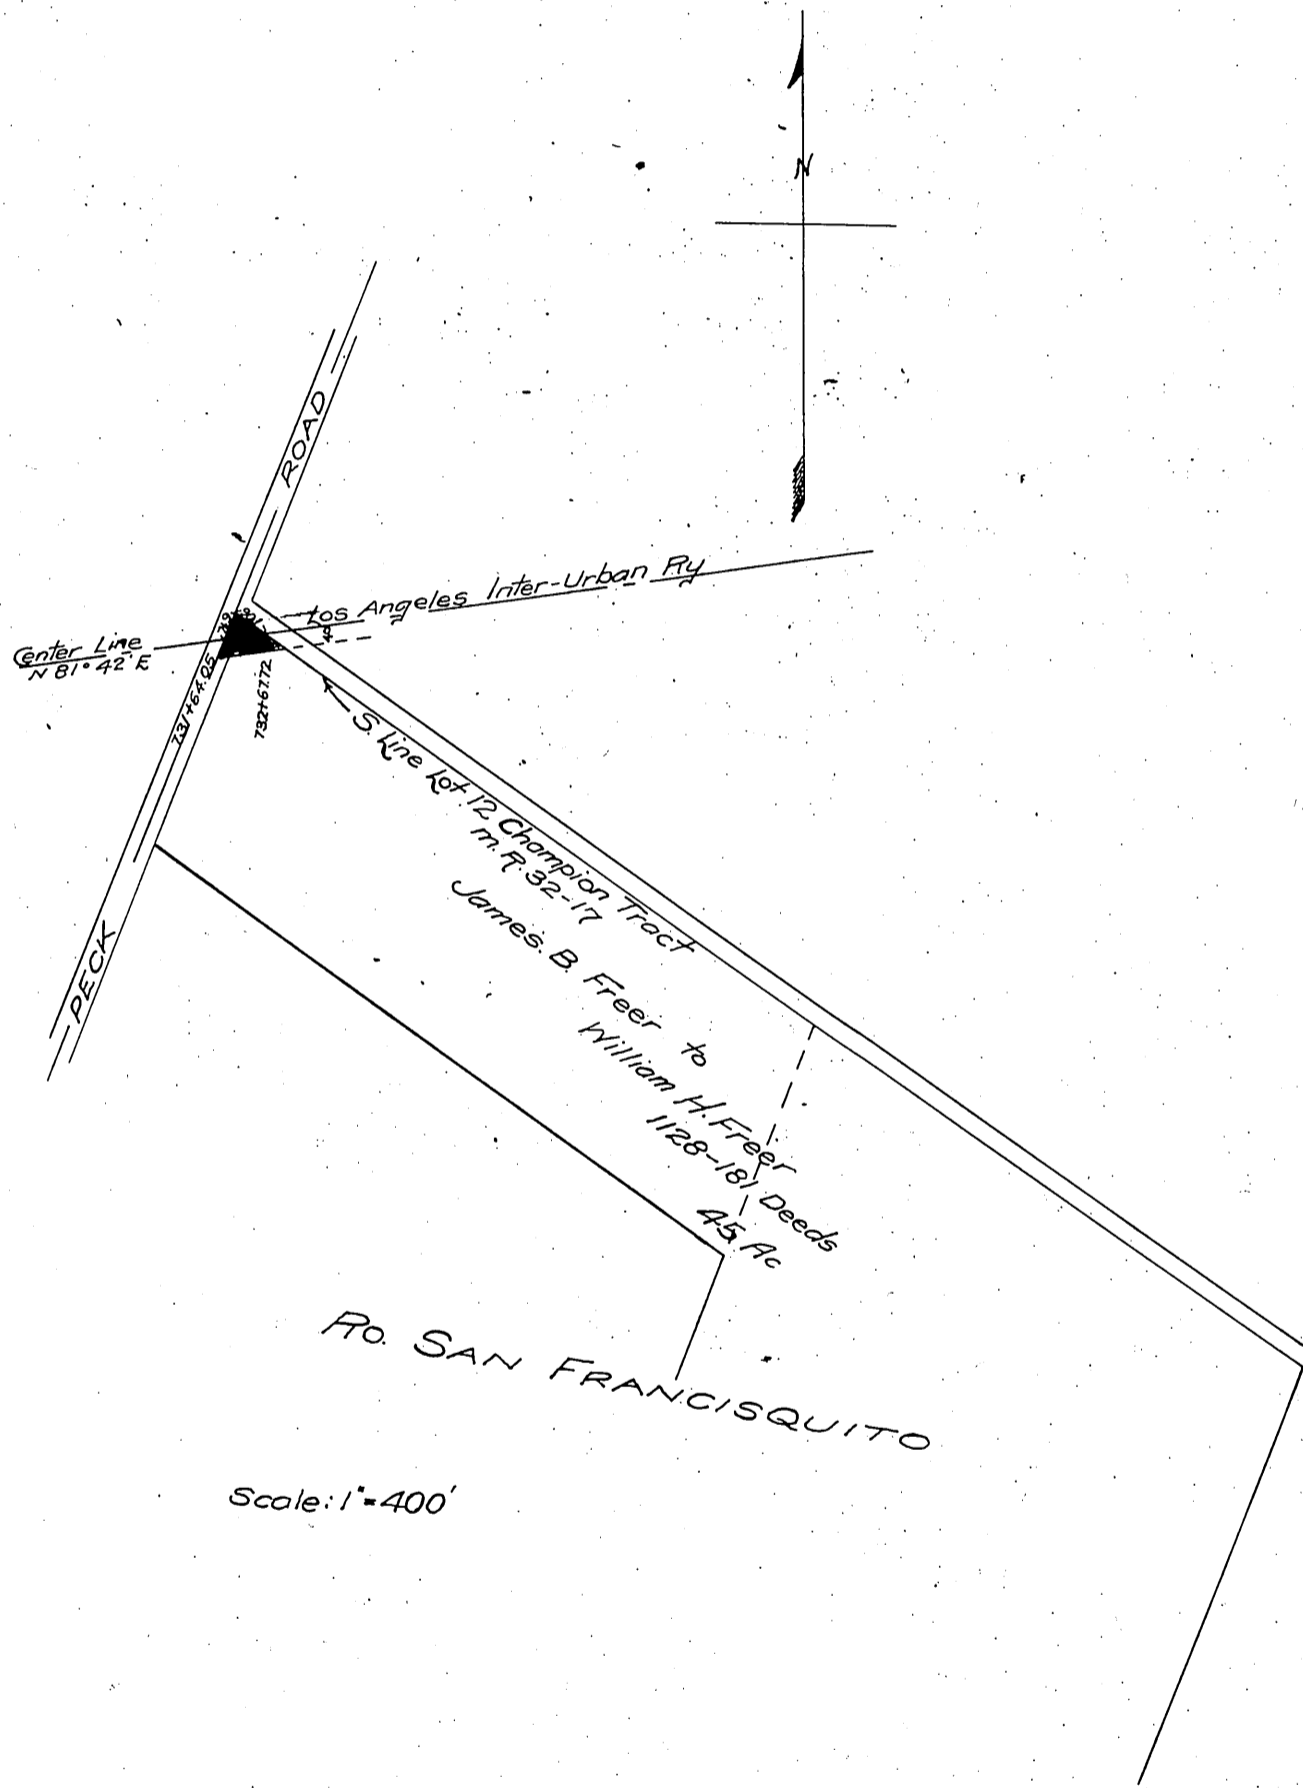 N
ROAD
Los Angeles Inter-Urban Ry
Center Line
N 81° 42' E
40
731+64.05
732+67.72
S. Line Lot 12 Champion Tract
M.R. 32-17
James. B. Freer to
William H. Freer
1128-181 Deeds
45 Ac
PECK
RO. SAN FRANCISQUITO
Scale: 1"=400'